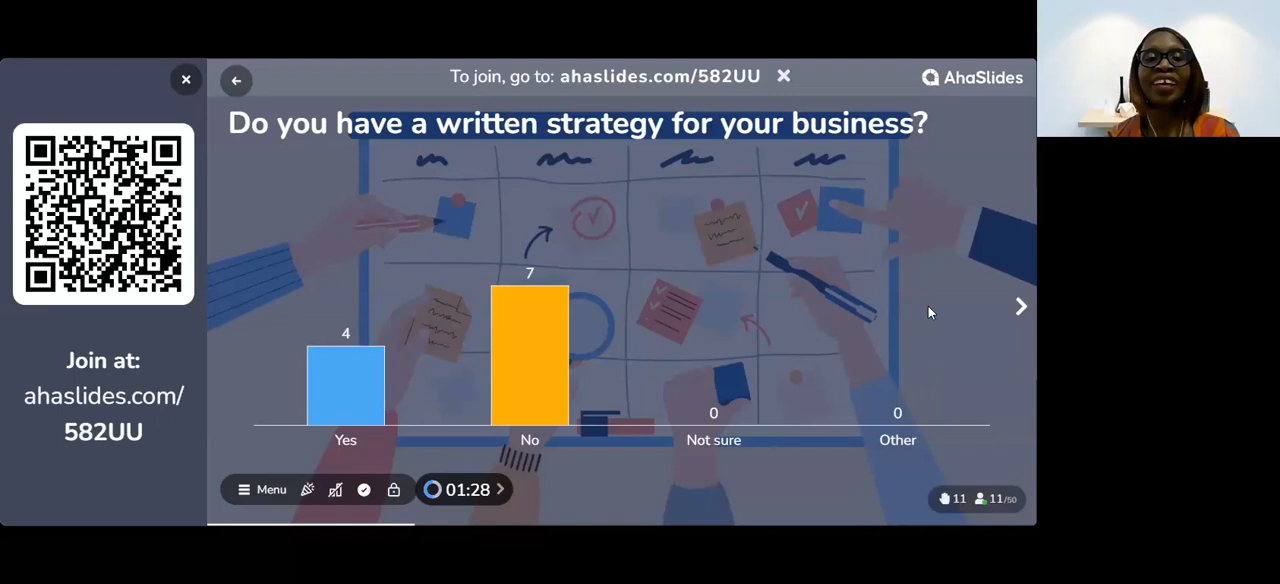 To join, go to: ahaslides.com/582UU
AhaSlides
Do you have a written strategy for your business?
Join at:
ahaslides.com/
582UU
4
7
0
0
Yes
No
Not sure
Other
Menu
01:28
11
11/50